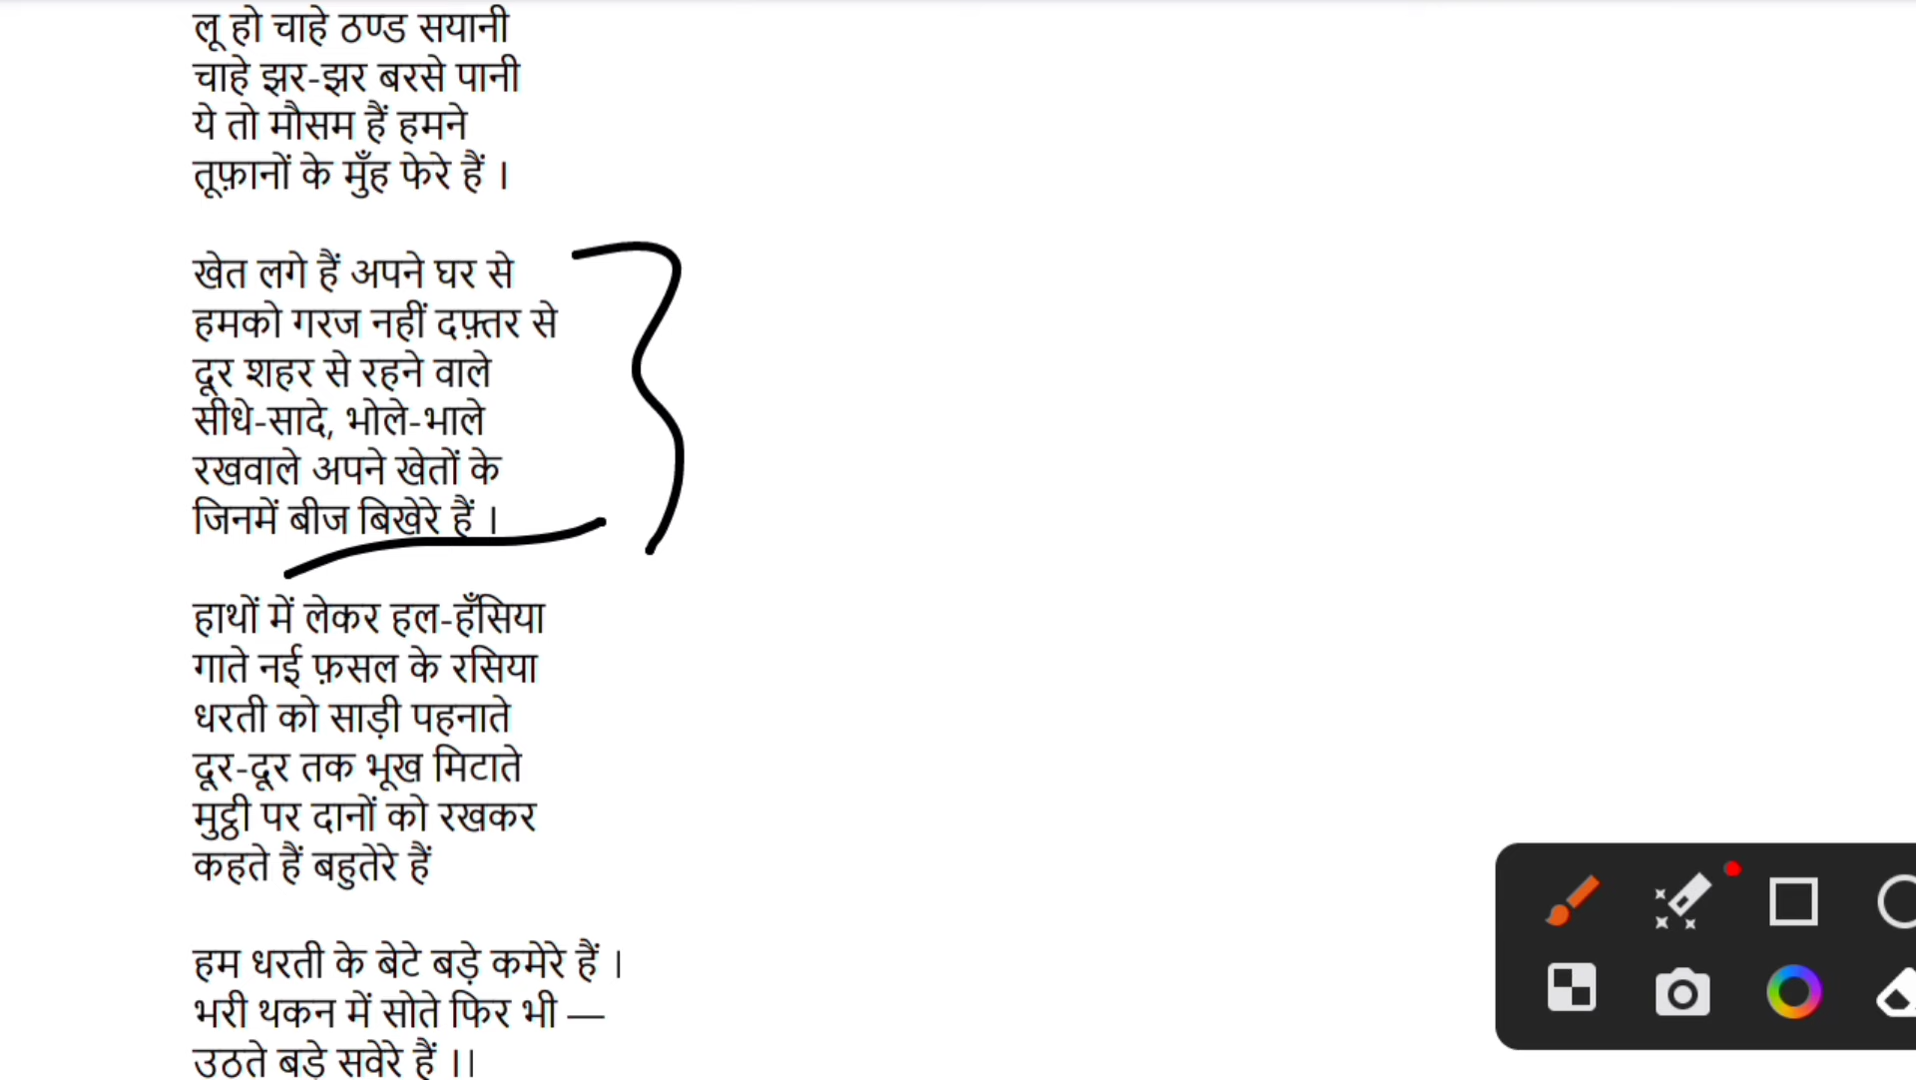 लू हो चाहे ठण्ड सयानी
चाहे झर-झर बरसे पानी
ये तो मौसम हैं हमने
तूफ़ानों के मुँह फेरे हैं ।
खेत लगे हैं अपने घर से
हमको गरज नहीं दफ़्तर से
दूर शहर से रहने वाले
सीधे-सादे, भोले-भाले
रखवाले अपने खेतों के
जिनमें बीज बिखेरे हैं ।
हाथों में लेकर हल-हँसिया
गाते नई फ़सल के रसिया
धरती को साड़ी पहनाते
दूर-दूर तक भूख मिटाते
मुट्ठी पर दानों को रखकर
कहते हैं बहुतेरे हैं
हम धरती के बेटे बड़े कमेरे हैं ।
भरी थकन में सोते फिर भी —
उठते बड़े सवेरे हैं ।।